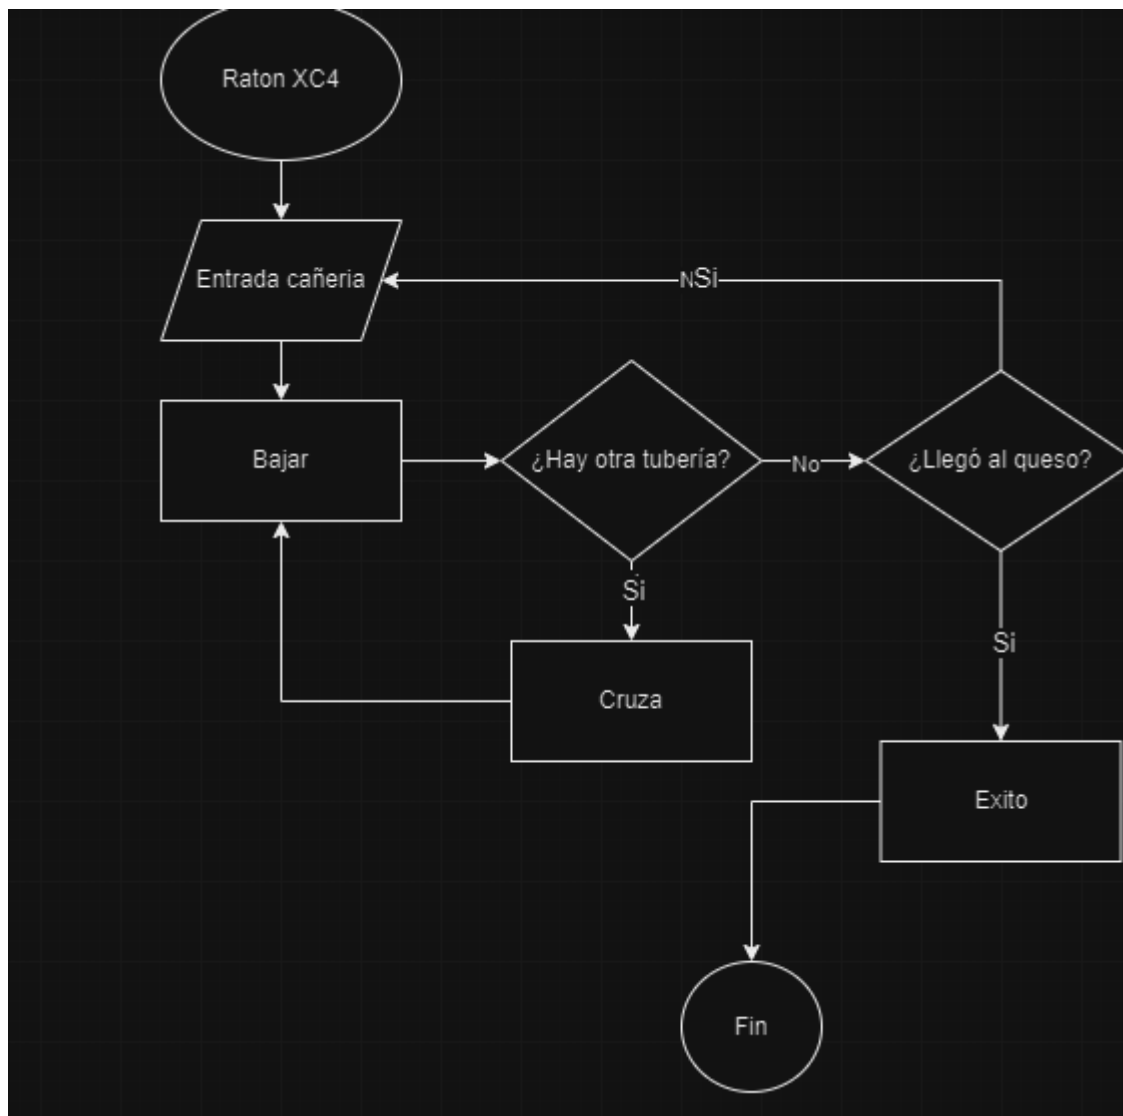 Raton XC4
Entrada cañeria
NSi
Bajar
¿Hay otra tubería?
No
¿Llegó al queso?
Si
Si
Cruza
Exito
Fin